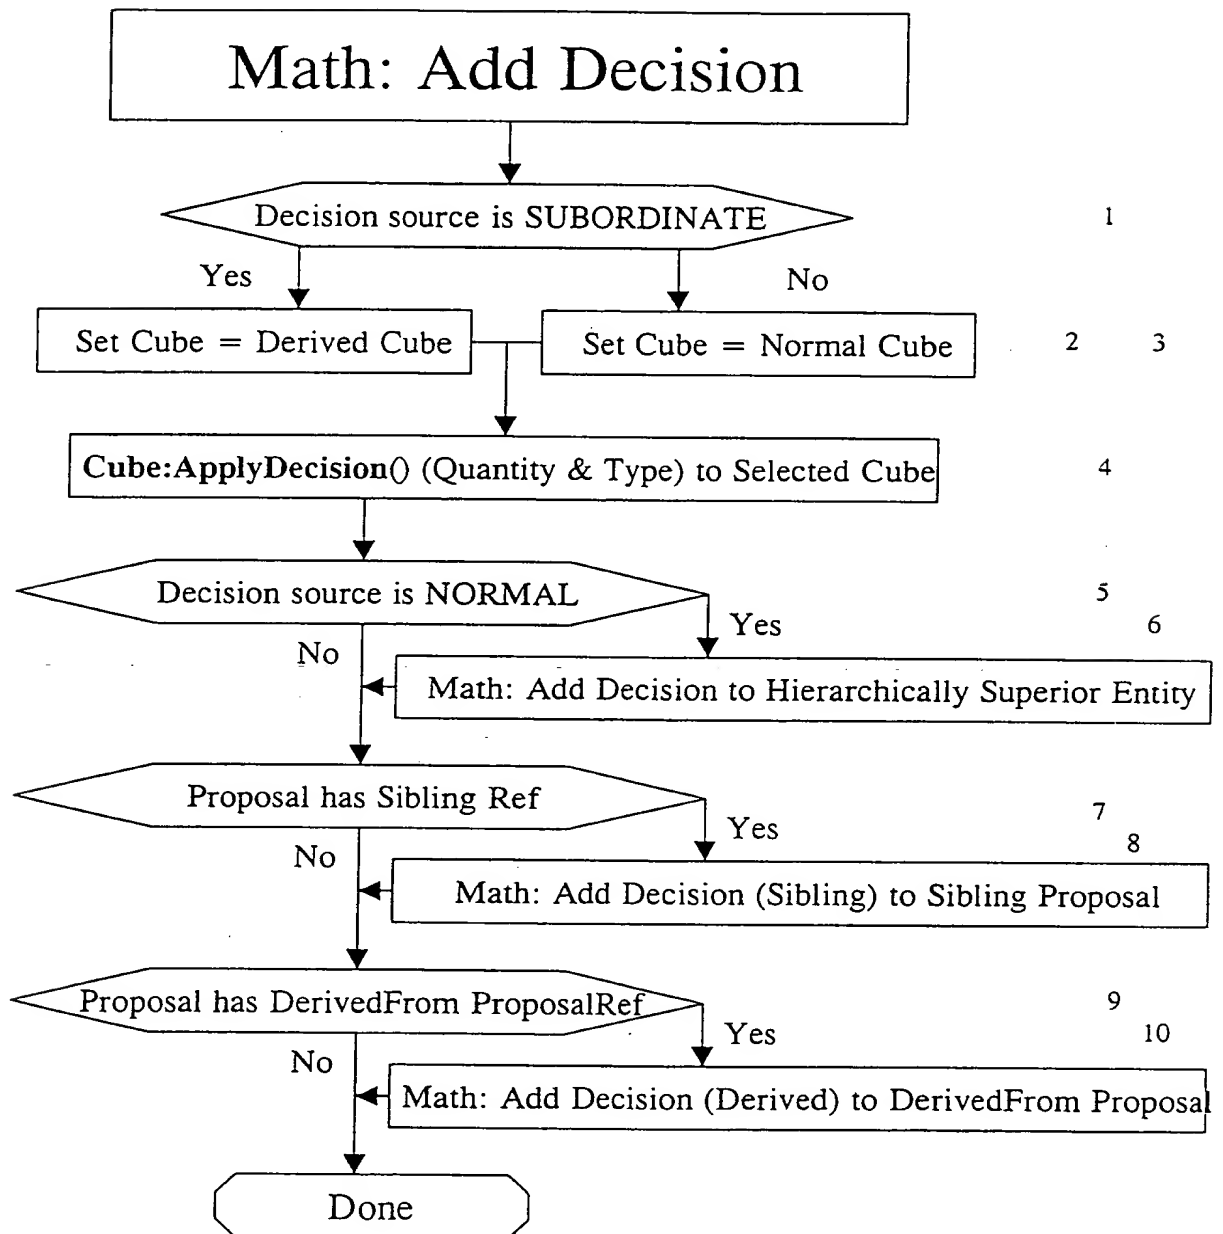 Math: Add Decision
Decision source is SUBORDINATE 1
Yes No
Set Cube = Derived Cube Set Cube = Normal Cube 2 3
Cube:ApplyDecision() (Quantity & Type) to Selected Cube 4
Decision source is NORMAL 5
Yes 6
No
Math: Add Decision to Hierarchically Superior Entity
Proposal has Sibling Ref 7
Yes 8
No
Math: Add Decision (Sibling) to Sibling Proposal
Proposal has DerivedFrom ProposalRef 9
Yes 10
No
Math: Add Decision (Derived) to DerivedFrom Proposal
Done